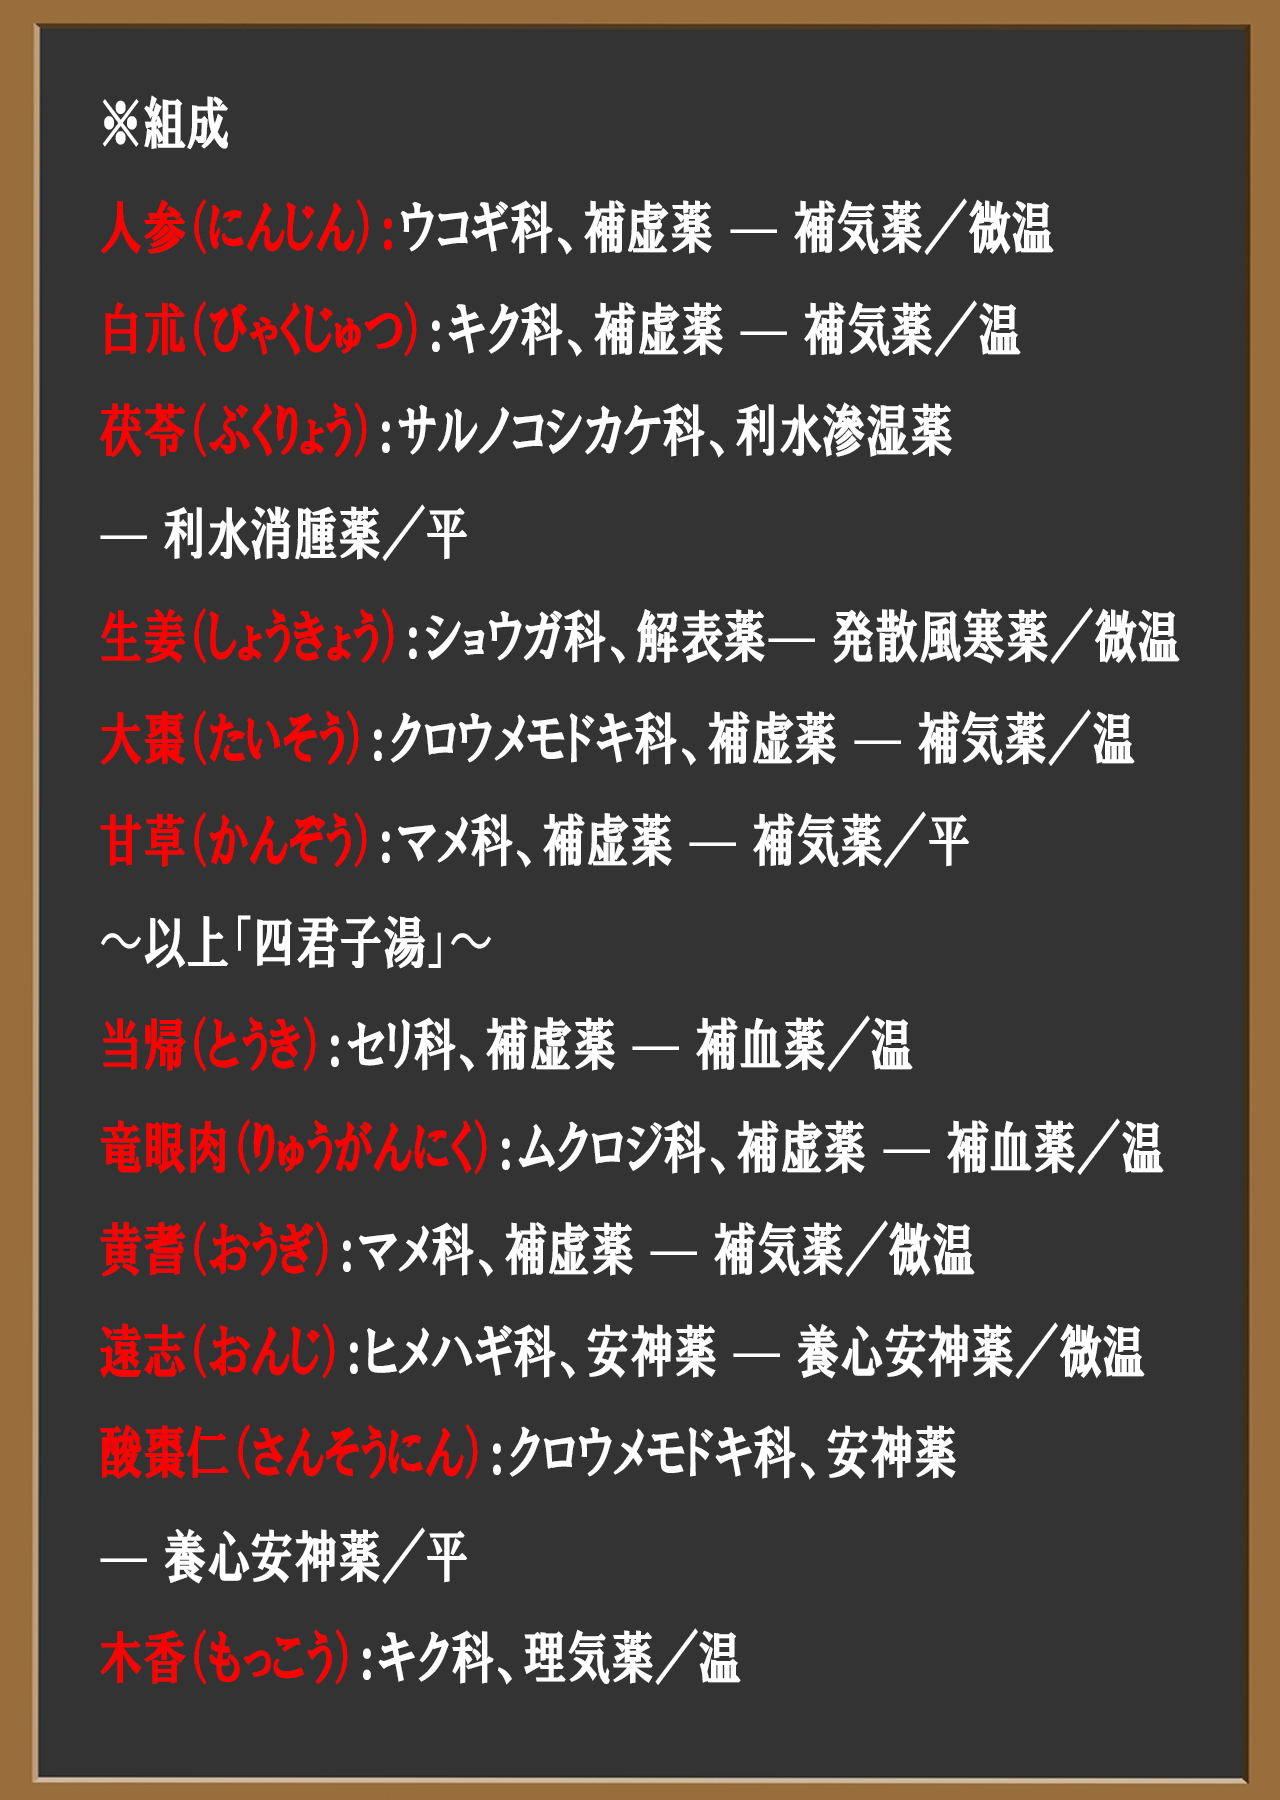 ※組成
人参(にんじん):ウコギ科、補虚薬 ― 補気薬／微温
白朮(びゃくじゅつ):キク科、補虚薬 ― 補気薬／温
茯苓(ぶくりょう):サルノコシカケ科、利水滲湿薬
― 利水消腫薬／平
生姜(しょうきょう):ショウガ科、解表薬― 発散風寒薬／微温
大棗(たいそう):クロウメモドキ科、補虚薬 ― 補気薬／温
甘草(かんぞう):マメ科、補虚薬 ― 補気薬／平
～以上「四君子湯」～
当帰(とうき):セリ科、補虚薬 ― 補血薬／温
竜眼肉(りゅうがんにく):ムクロジ科、補虚薬 ― 補血薬／温
黄耆(おうぎ):マメ科、補虚薬 ― 補気薬／微温
遠志(おんじ):ヒメハギ科、安神薬 ― 養心安神薬／微温
酸棗仁(さんそうにん):クロウメモドキ科、安神薬
― 養心安神薬／平
木香(もっこう):キク科、理気薬／温